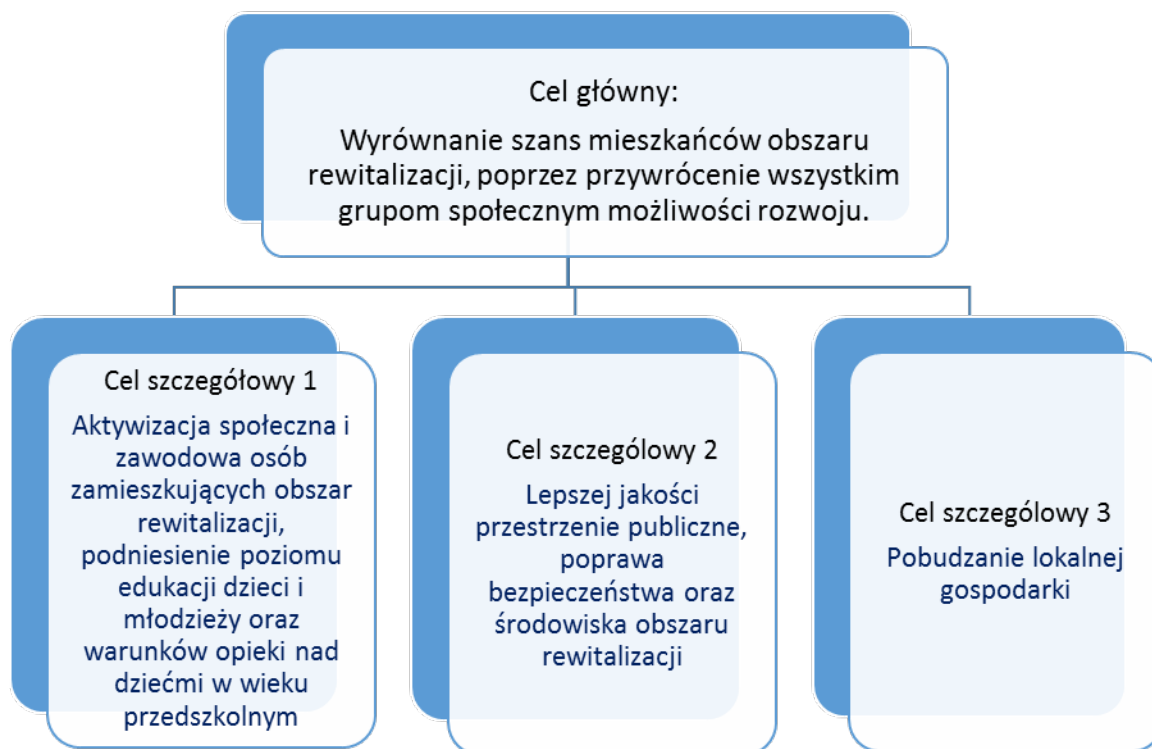 Cel główny:
Wyrównanie szans mieszkańców obszaru
rewitalizacji, poprzez przywrócenie wszystkim
grupom społecznym możliwości rozwoju.
Cel szczegółowy 1
Aktywizacja społeczna i
zawodowa osób
zamieszkujących obszar
rewitalizacji,
podniesienie poziomu
edukacji dzieci i
młodzieży oraz
warunków opieki nad
dziećmi w wieku
przedszkolnym
Cel szczególowy 2
Lepszej jakości
przestrzenie publiczne,
poprawa
bezpieczeństwa oraz
środowiska obszaru
rewitalizacji
Cel szczególowy 3
Pobudzanie lokalnej
gospodarki